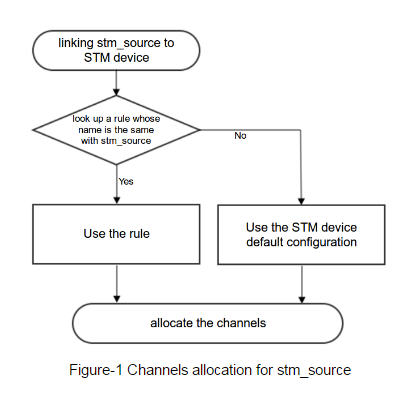 linking stm_source to
STM device
look up a rule whose
name is the same
with stm_source
No
Yes
Use the rule
Use the STM device
default configuration
allocate the channels
Figure-1 Channels allocation for stm_source